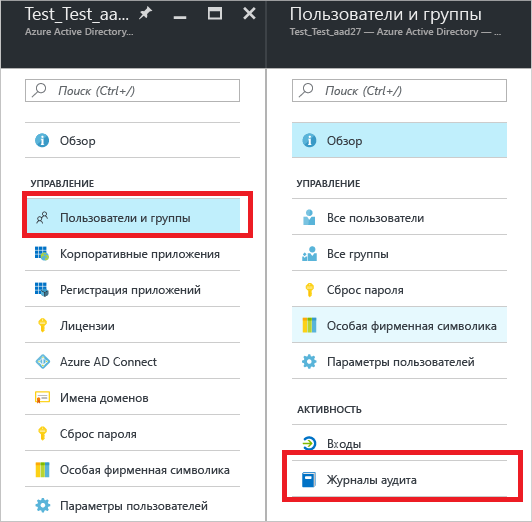 Test_Test_aa...
Azure Active Directory...
Поиск (Ctrl+/)
Обзор
УПРАВЛЕНИЕ
Пользователи и группы
Корпоративные приложения
Регистрация приложений
Лицензии
Azure AD Connect
Имена доменов
Сброс пароля
Особая фирменная символика
Параметры пользователей
Пользователи и группы
Test_Test_aad27 — Azure Active Directory — ...
Поиск (Ctrl+/)
Обзор
УПРАВЛЕНИЕ
Все пользователи
Все группы
Сброс пароля
Особая фирменная символика
Параметры пользователей
АКТИВНОСТЬ
Входы
Журналы аудита